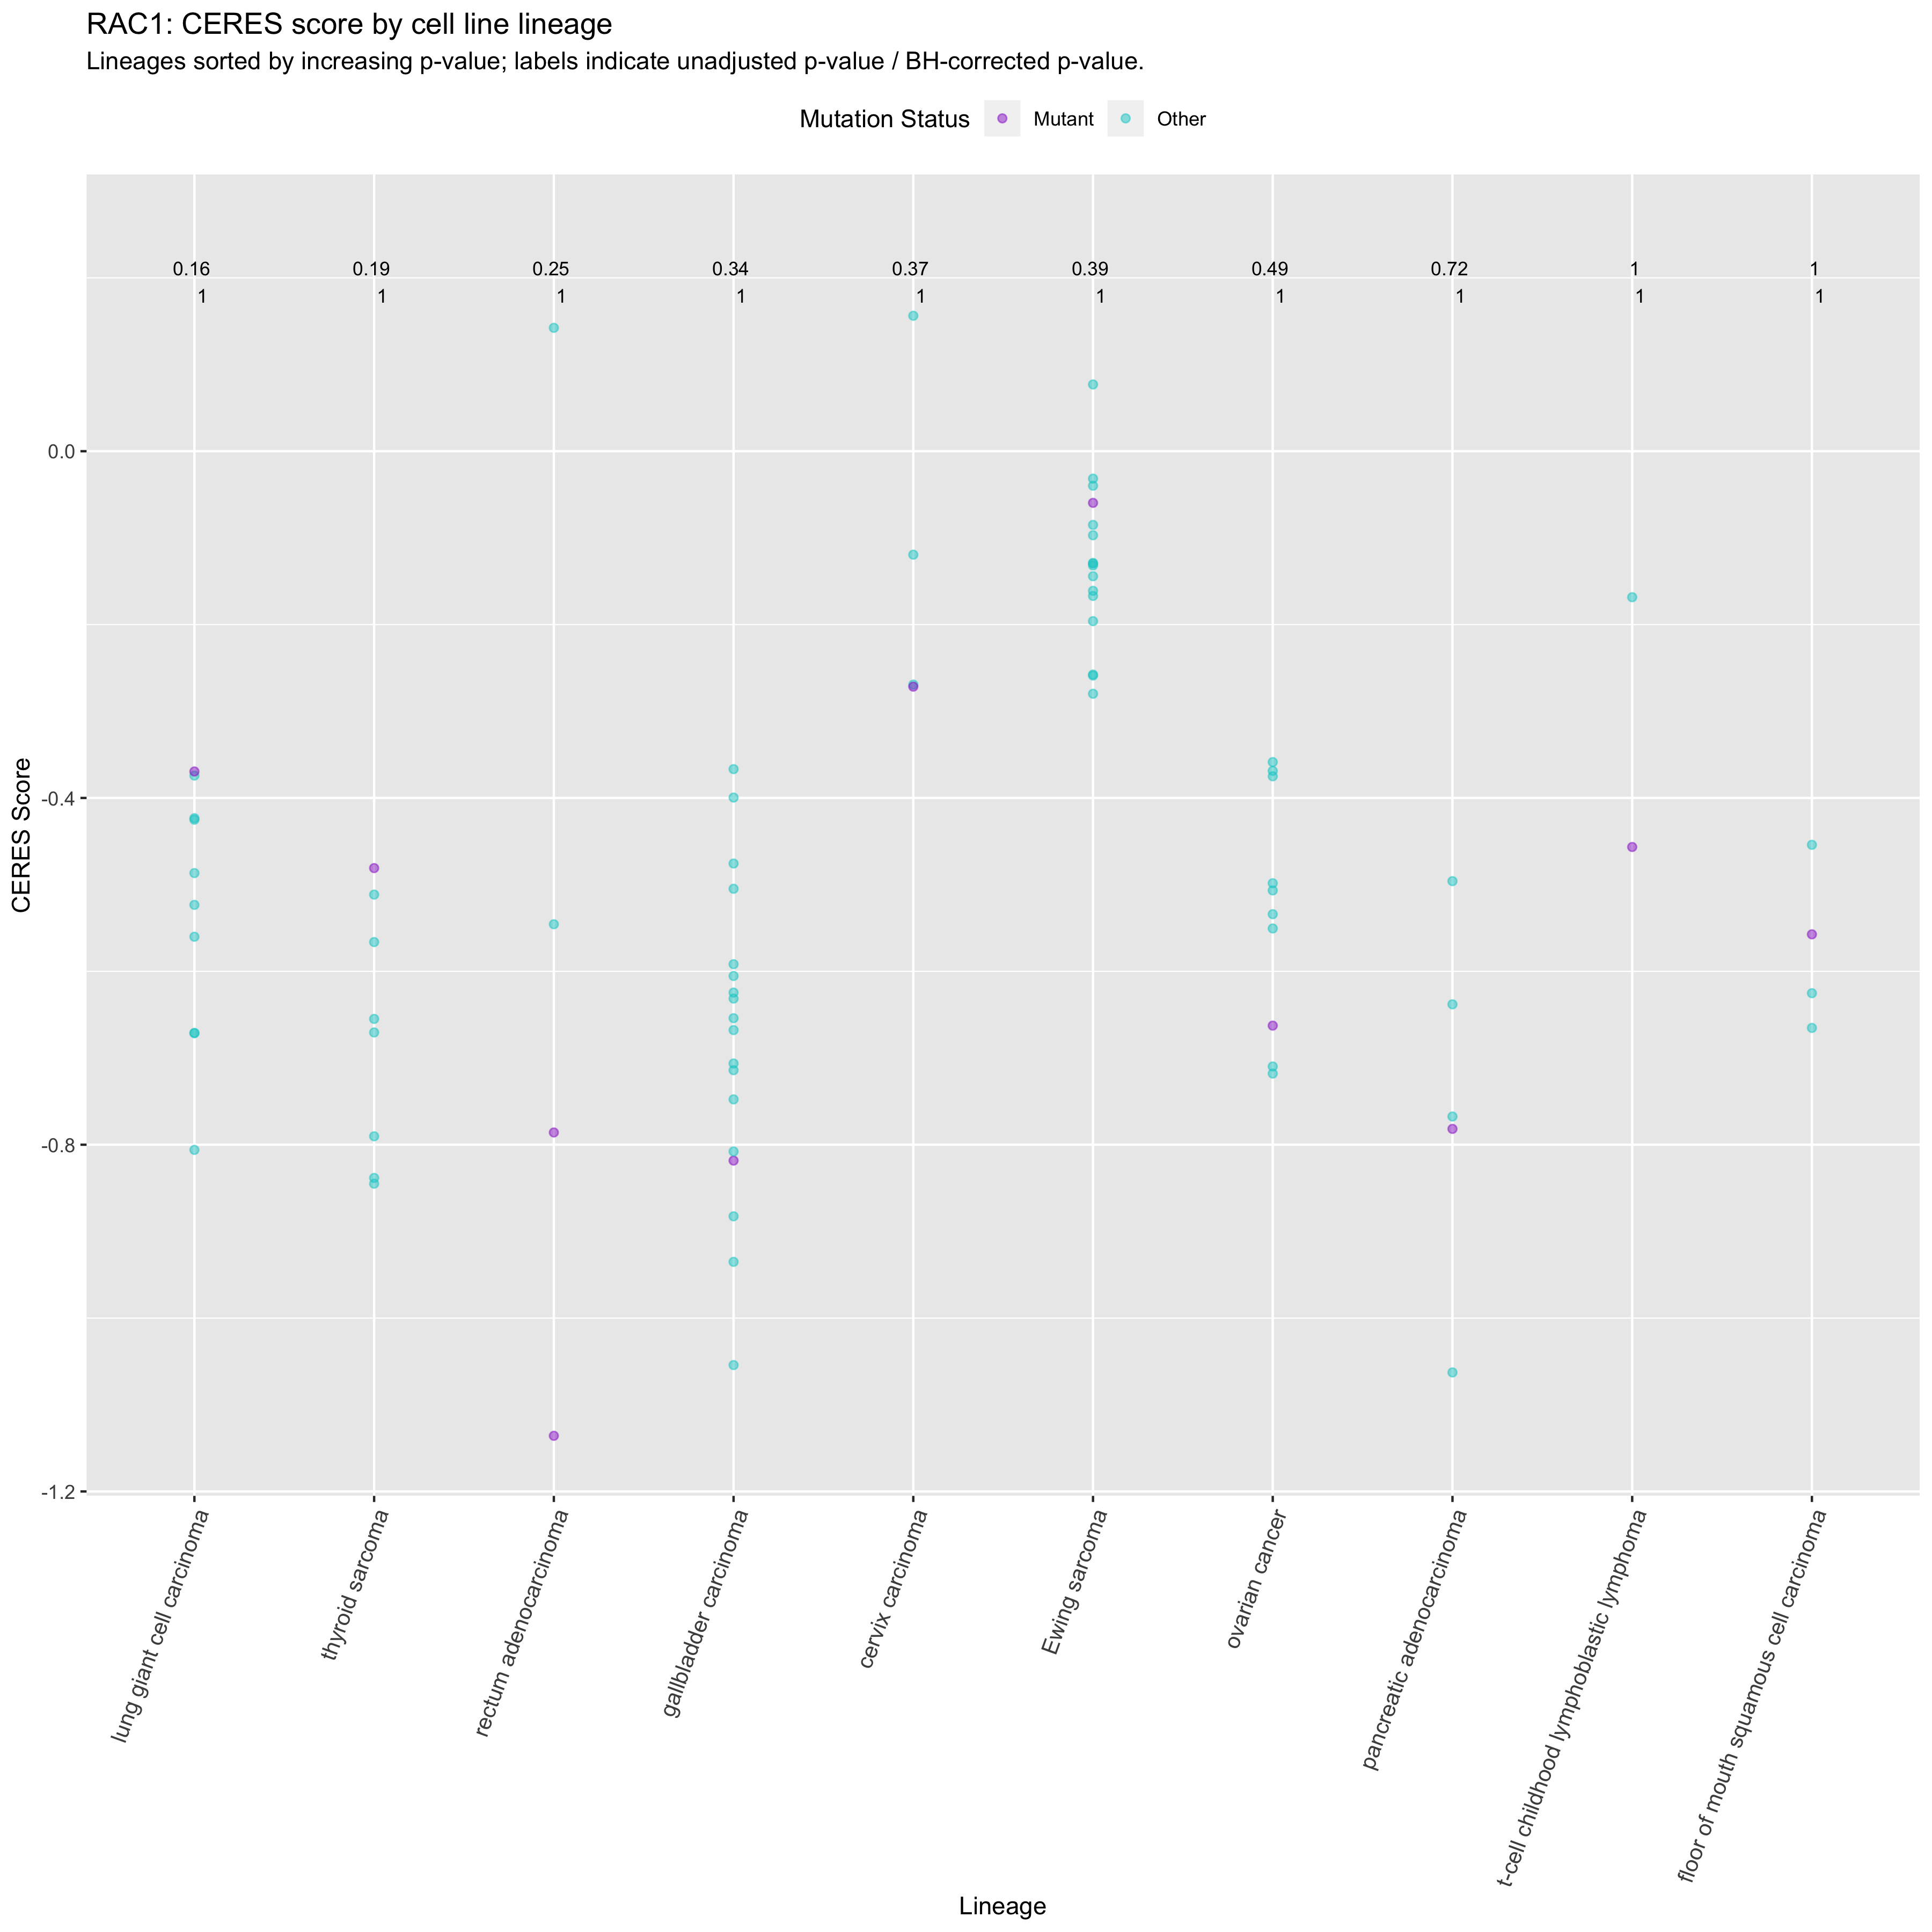 RAC1: CERES score by cell line lineage
Lineages sorted by increasing p-value; labels indicate unadjusted p-value / BH-corrected p-value.
Mutation Status Mutant Other
0.16 0.19 0.25 0.34 0.37 0.39 0.49 0.72 1 1
1 1 1 1 1 1 1 1 1 1
0.0
-0.4
-0.8
-1.2
CERES Score
lung giant cell carcinoma
thyroid sarcoma
rectum adenocarcinoma
gallbladder carcinoma
cervix carcinoma
Ewing sarcoma
ovarian cancer
pancreatic adenocarcinoma
t-cell childhood lymphoblastic lymphoma
floor of mouth squamous cell carcinoma
Lineage